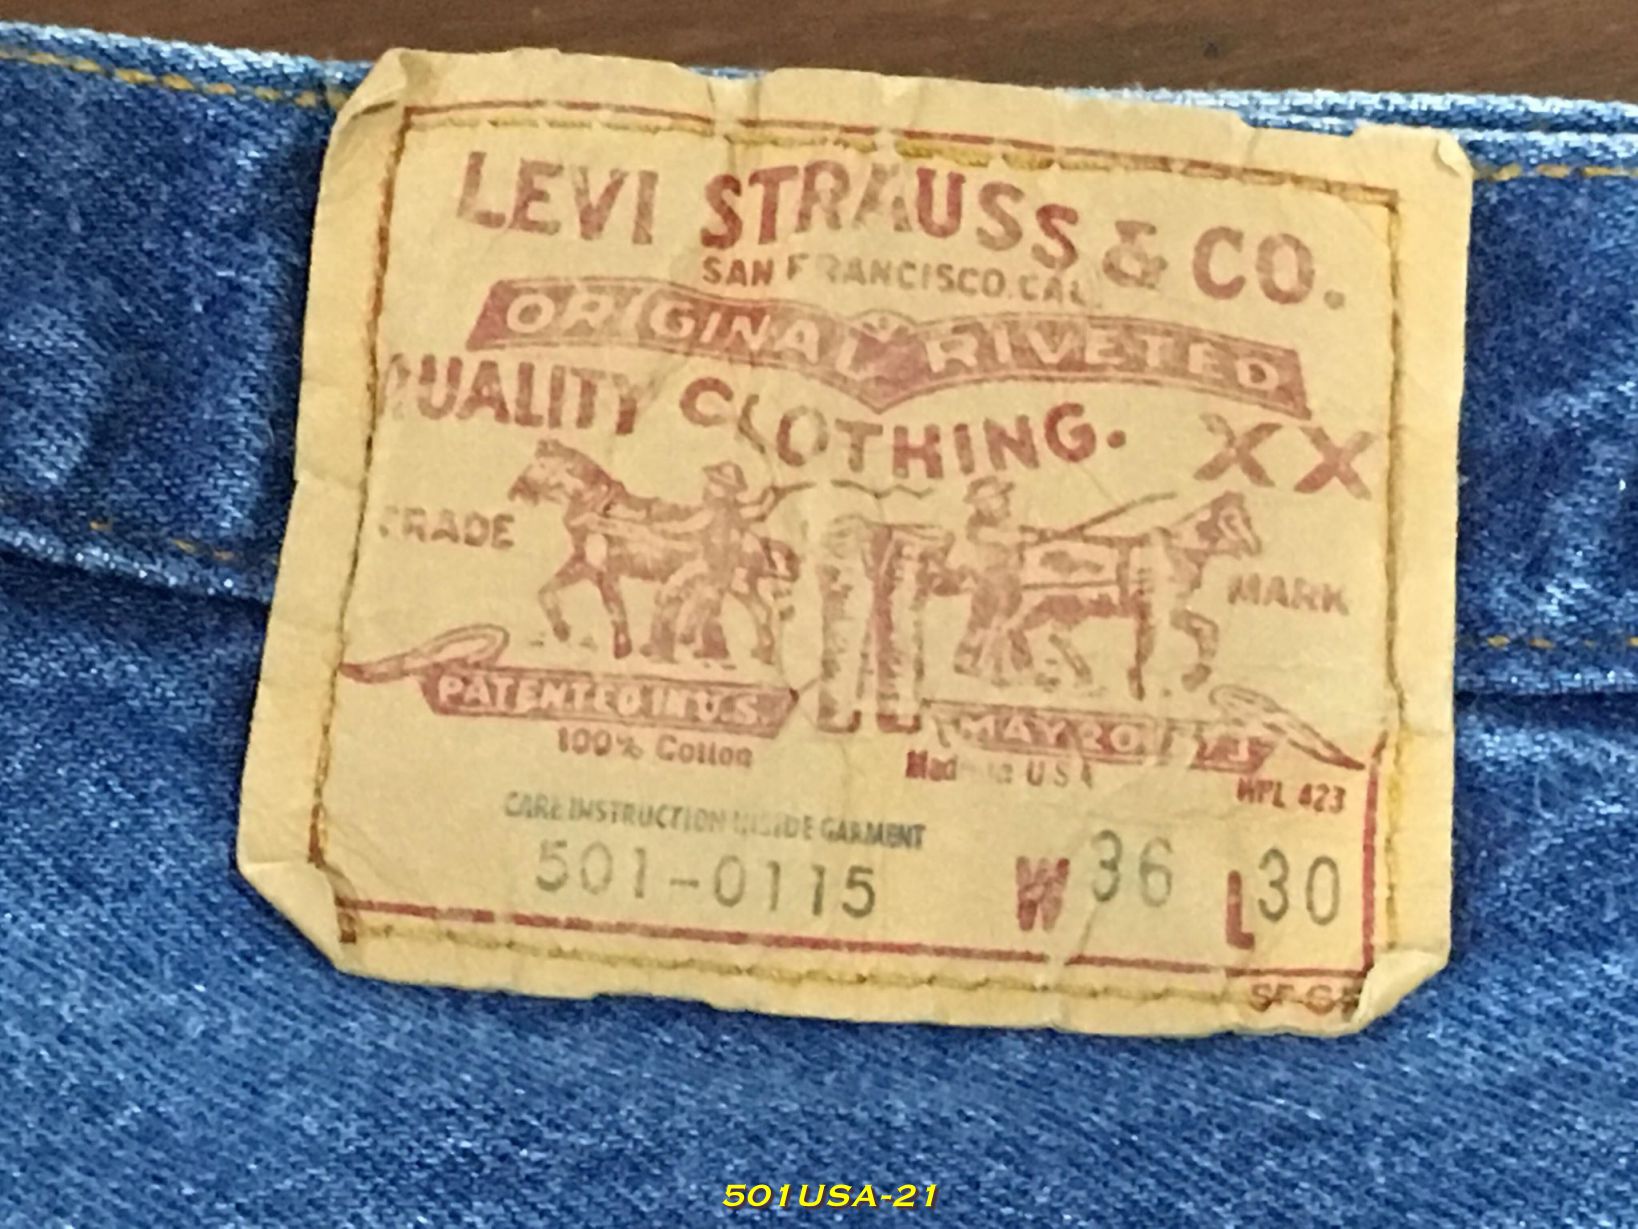 LEVI STRAUSS & CO.
SAN FRANCISCO. CAL.
ORIGINAL RIVETED
QUALITY CLOTHING. XX
TRADE MARK
PATENTED IN U.S. MAY 20 1873
100% Cotton Made in USA
WPL 423
CARE INSTRUCTION INSIDE GARMENT
501-0115 W 36 L 30
501USA-21